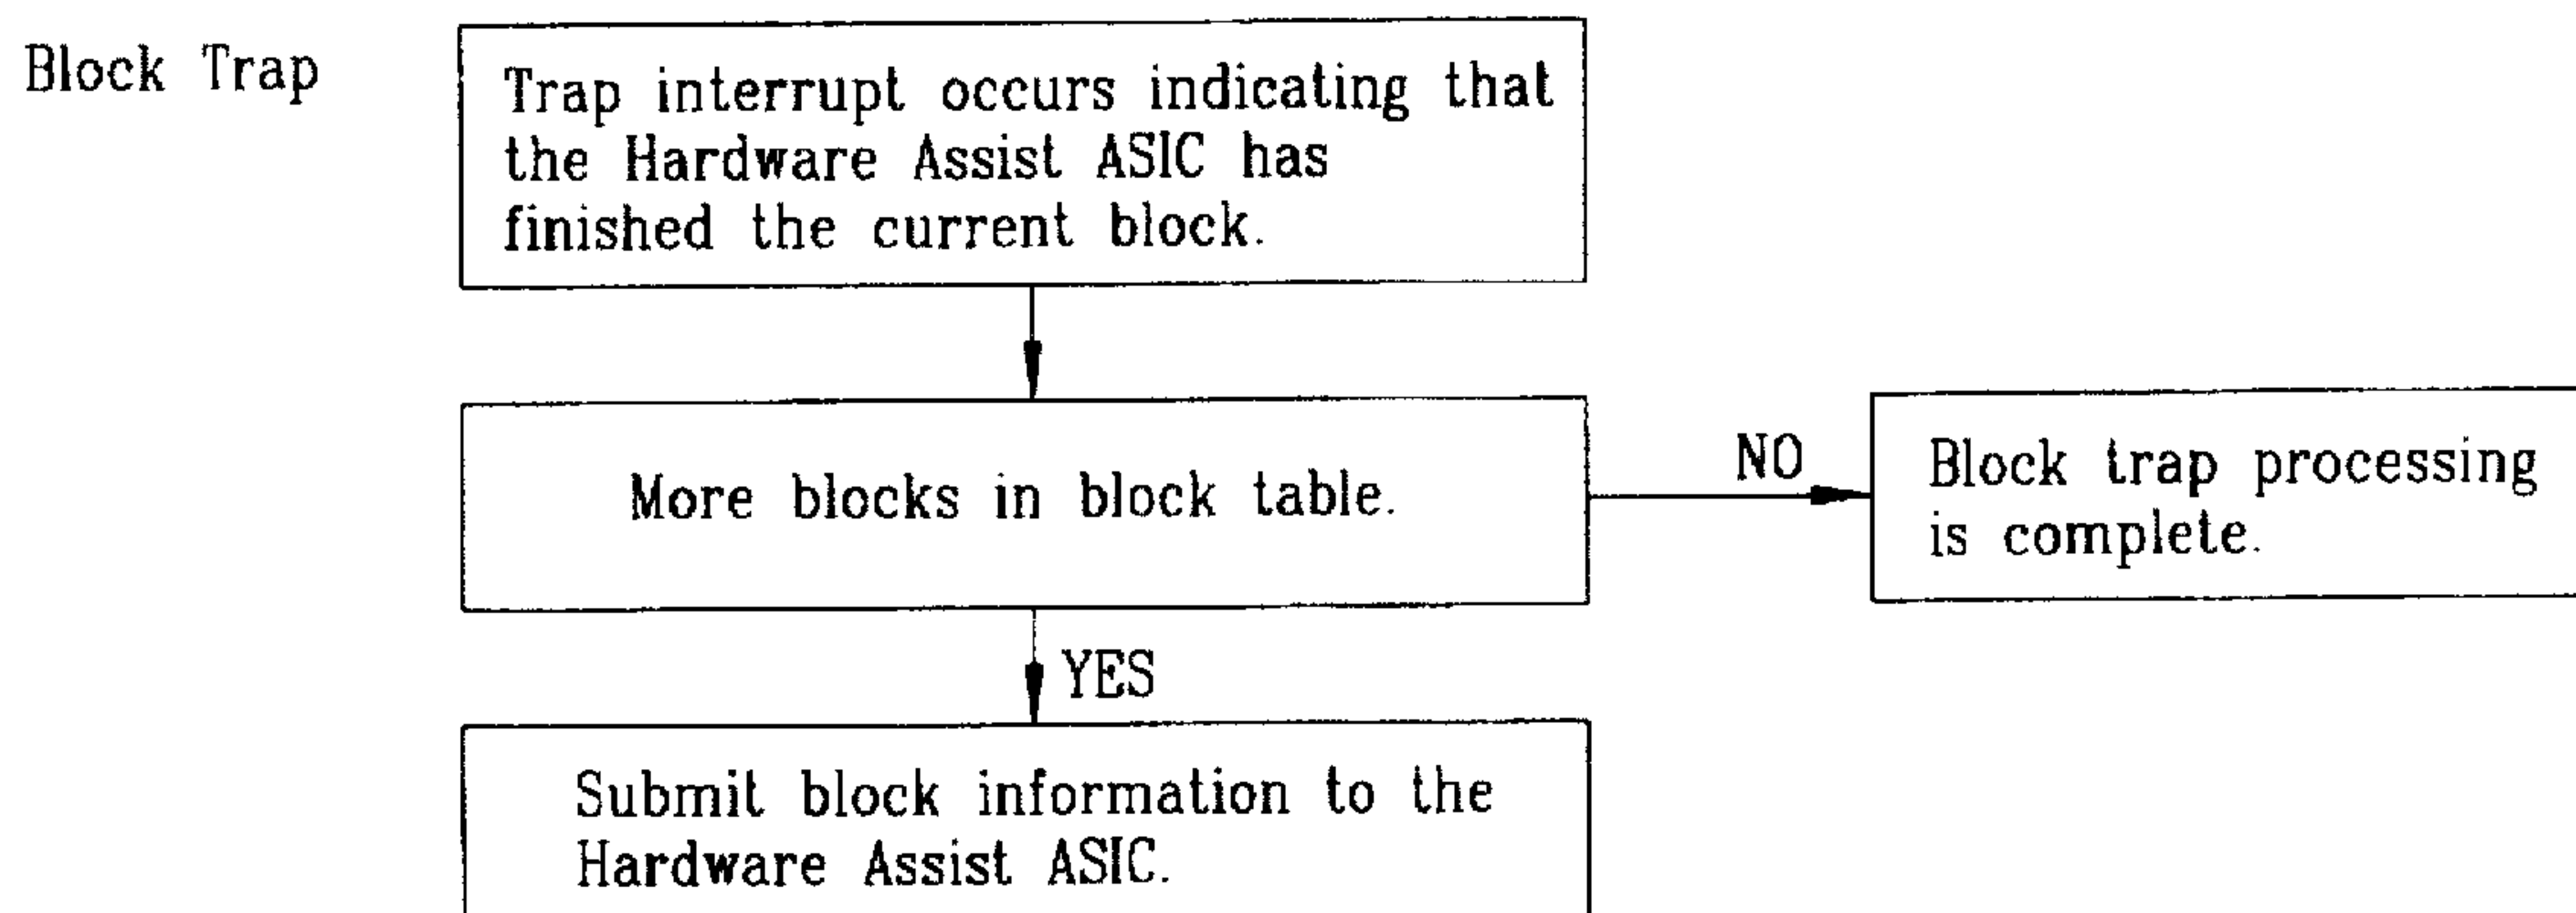 Block Trap
Trap interrupt occurs indicating that
the Hardware Assist ASIC has
finished the current block.
More blocks in block table.
NO
Block trap processing
is complete.
YES
Submit block information to the
Hardware Assist ASIC.